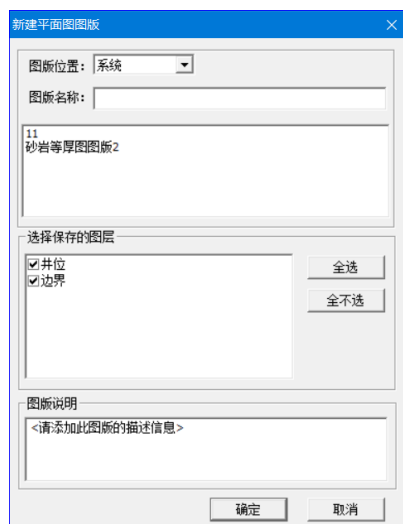 新建平面图图版
图版位置: 系统
图版名称:
11
砂岩等厚图图版2
选择保存的图层
井位
边界
全选
全不选
图版说明
<请添加此图版的描述信息>
确定
取消